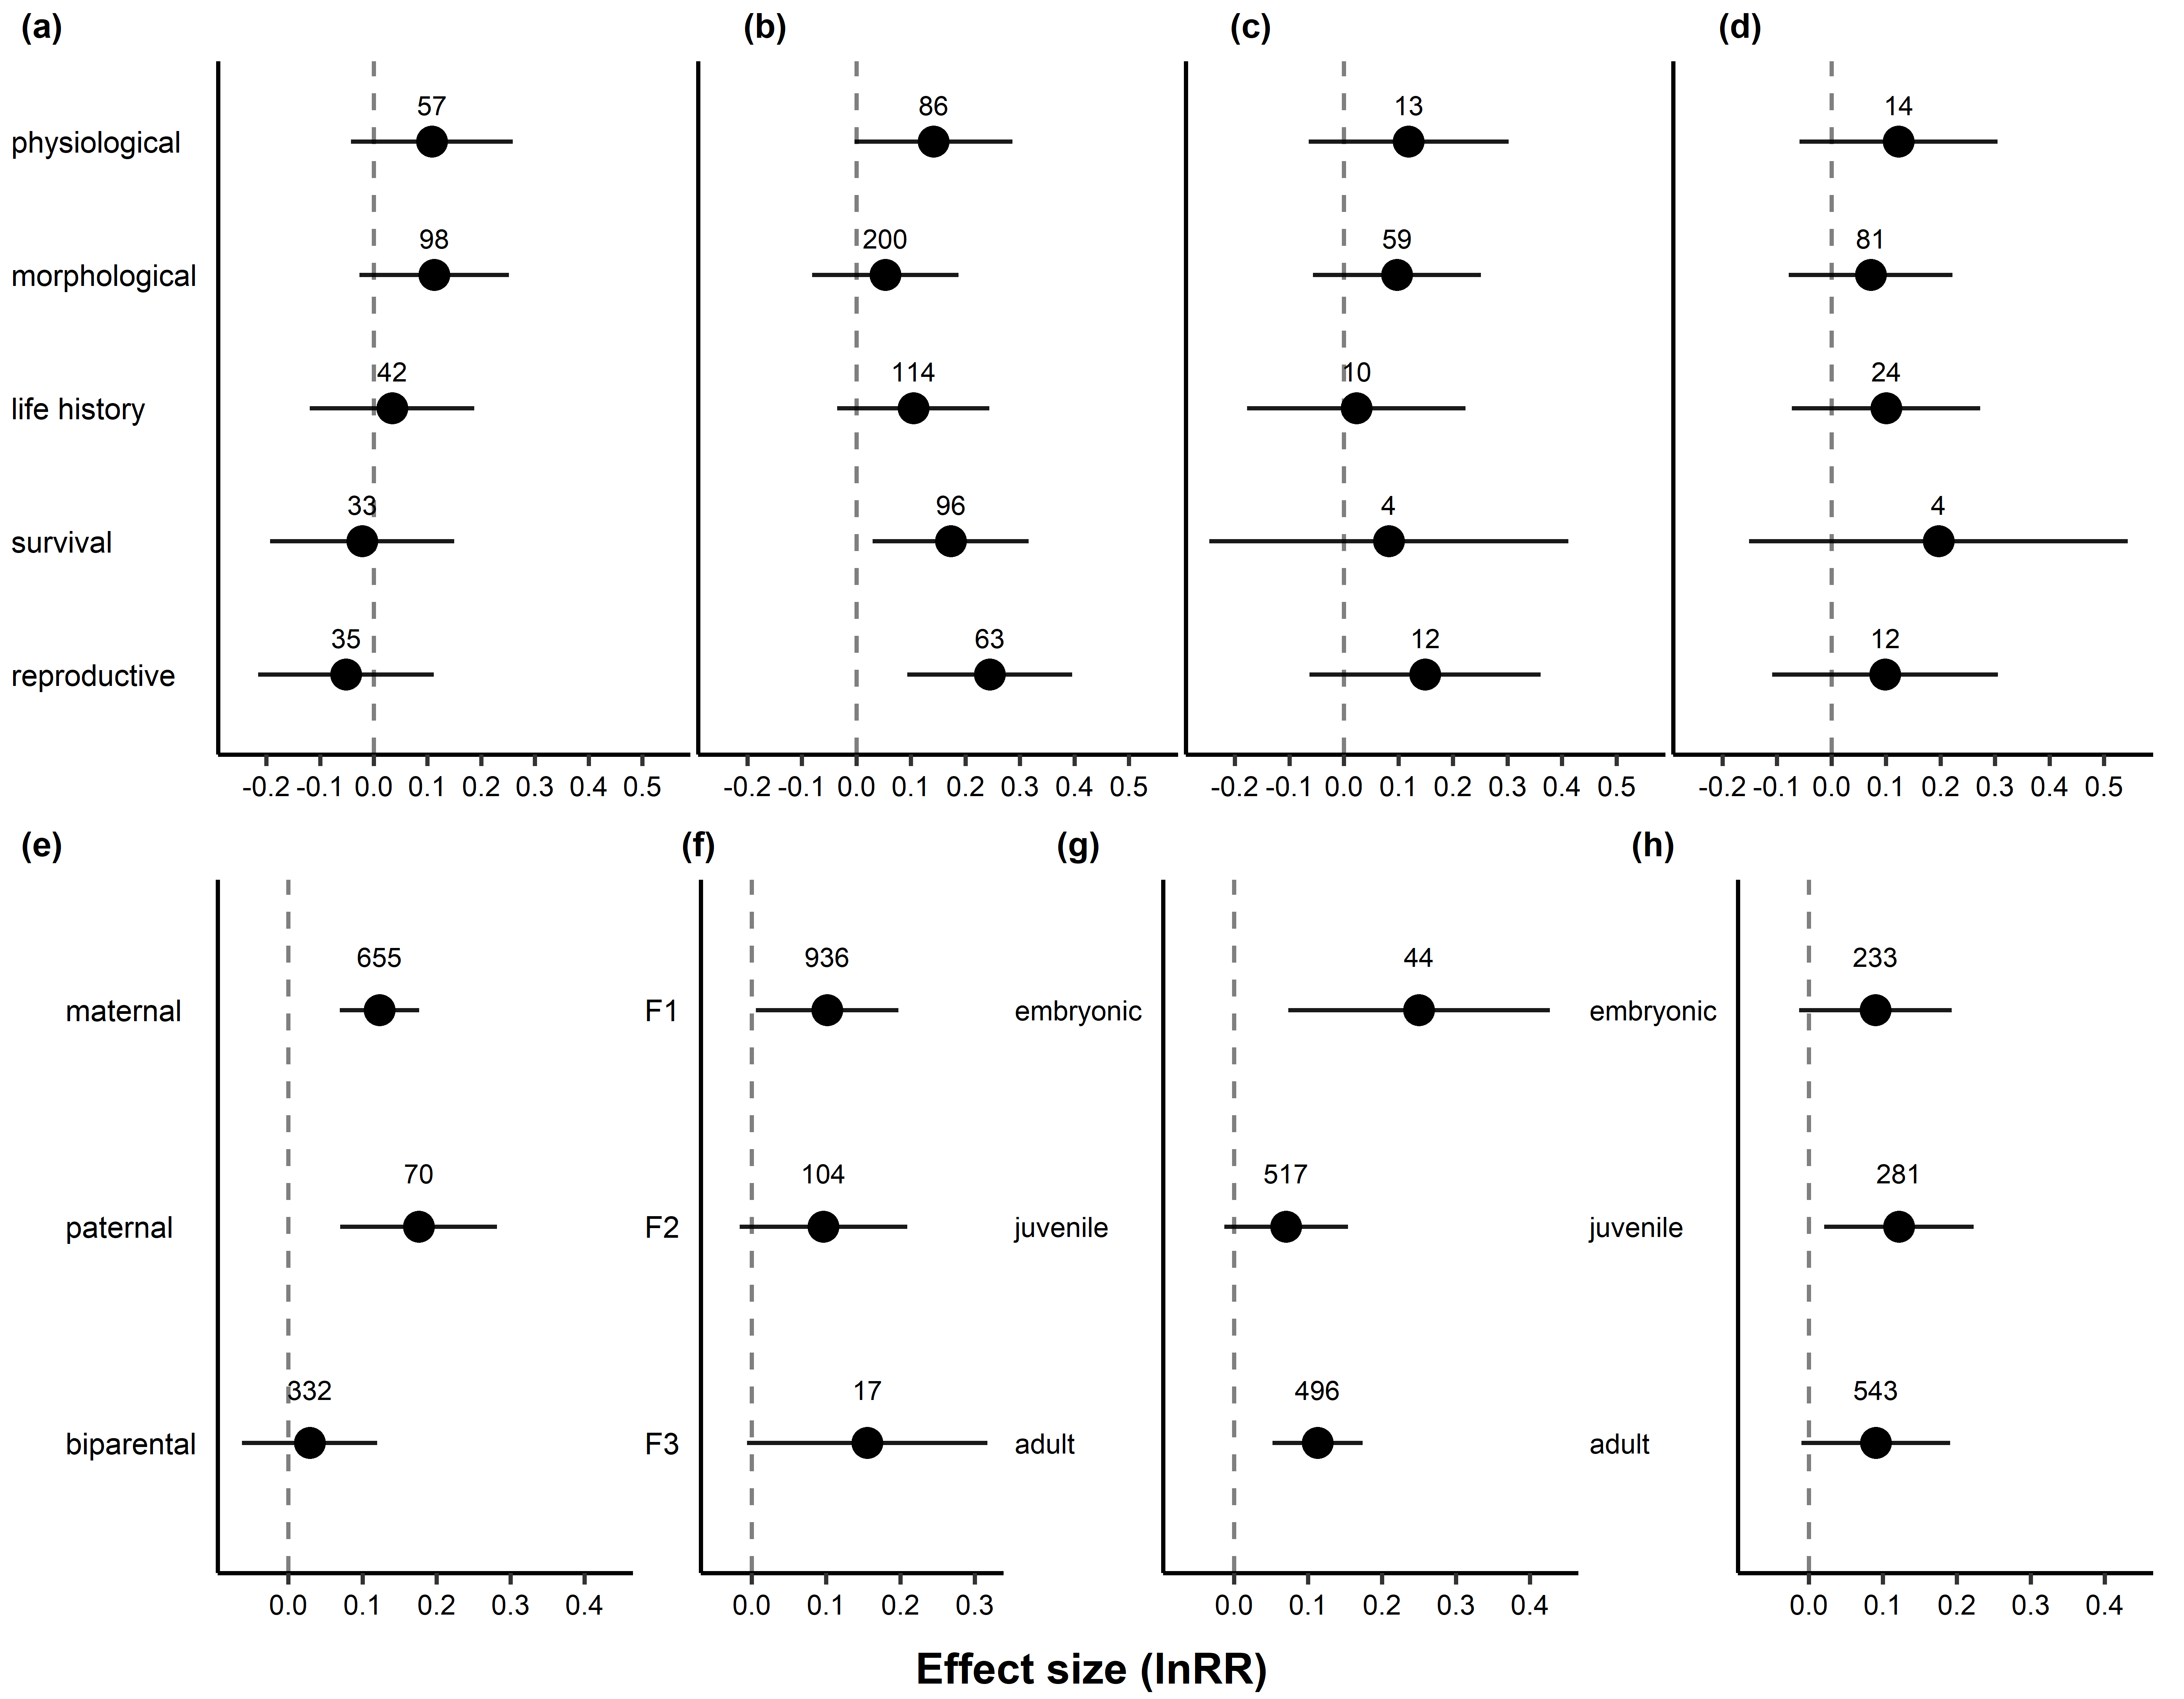 (a) (b) (c) (d)
57 86 13 14
physiological
98 200 59 81
morphological
42 114 10 24
life history
33 96 4 4
survival
35 63 12 12
reproductive
-0.2 -0.1 0.0 0.1 0.2 0.3 0.4 0.5 -0.2 -0.1 0.0 0.1 0.2 0.3 0.4 0.5 -0.2 -0.1 0.0 0.1 0.2 0.3 0.4 0.5 -0.2 -0.1 0.0 0.1 0.2 0.3 0.4 0.5
(e) (f) (g) (h)
655 936 44 233
maternal F1 embryonic embryonic
70 104 517 281
paternal F2 juvenile juvenile
332 17 496 543
biparental F3 adult adult
0.0 0.1 0.2 0.3 0.4 0.0 0.1 0.2 0.3 0.0 0.1 0.2 0.3 0.4 0.0 0.1 0.2 0.3 0.4
Effect size (lnRR)